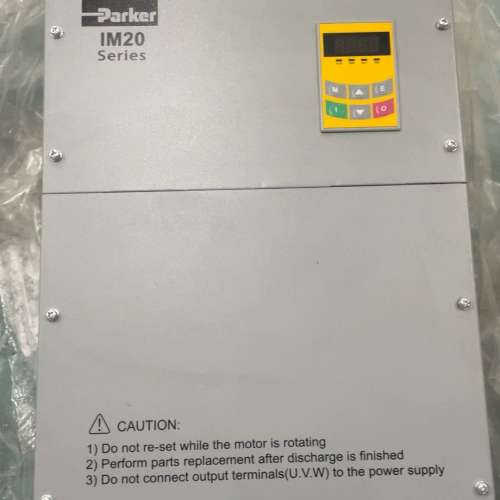 Parker
IM20
Series
M
E
I
O
CAUTION:
1) Do not re-set while the motor is rotating
2) Perform parts replacement after discharge is finished
3) Do not connect output terminals(U.V.W) to the power supply